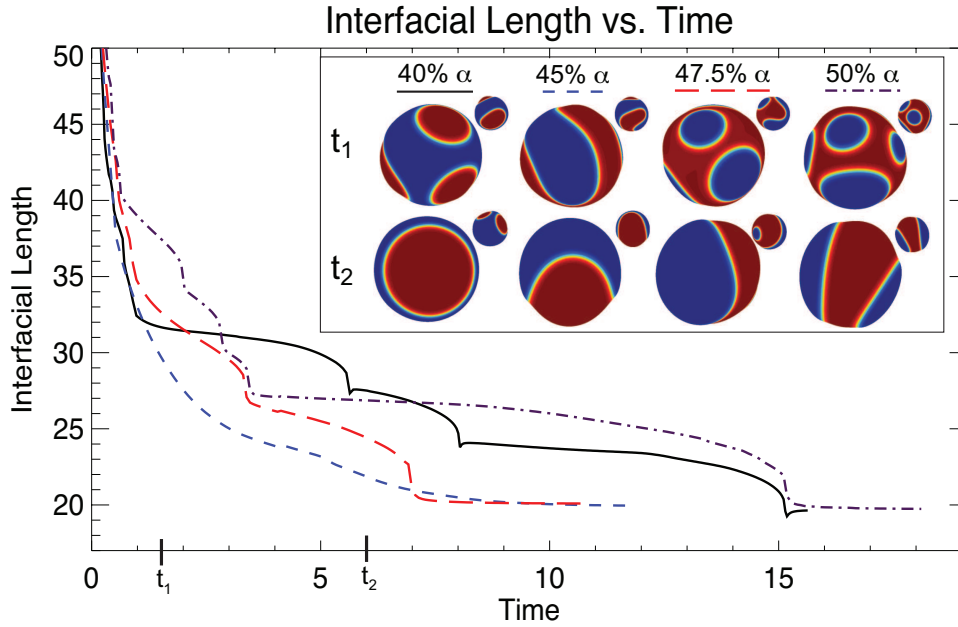 Interfacial Length vs. Time
50
45
40
35
30
25
20
Interfacial Length
40% α
45% α
47.5% α
50% α
t1
t2
0
5
10
15
t1
t2
Time